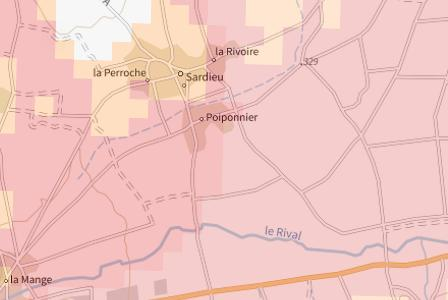 A
la Rivoire
329
la Perroche
Sardieu
Poiponnier
le Rival
la Mange